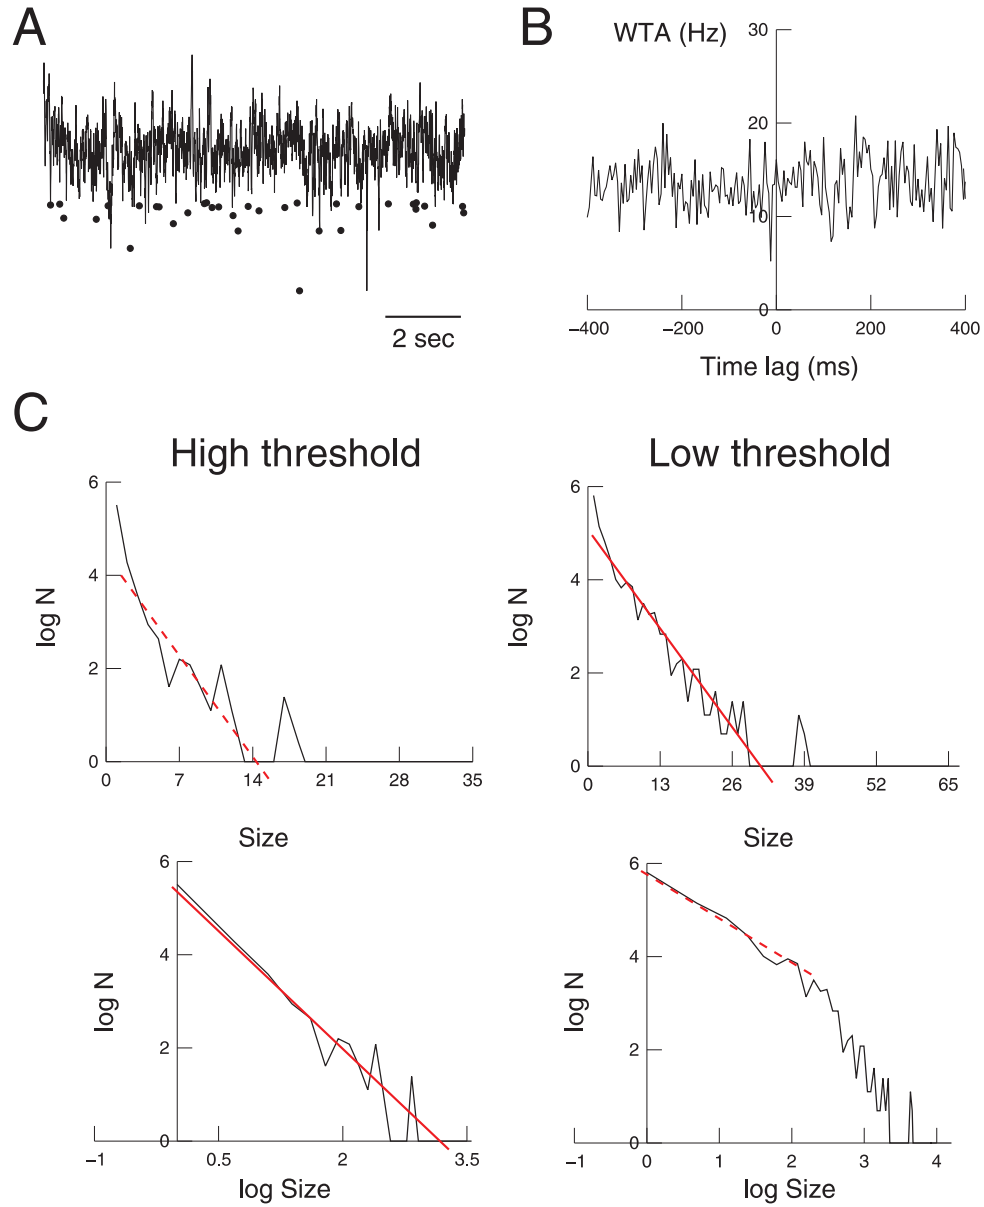 A
2 sec
B
WTA (Hz)
30
20
10
0
−400
−200
0
200
400
Time lag (ms)
C
High threshold
6
4
2
0
log N
0
7
14
21
28
35
Size
Low threshold
6
4
2
0
log N
0
13
26
39
52
65
Size
6
4
2
0
log N
−1
0.5
2
3.5
log Size
6
4
2
0
log N
−1
0
1
2
3
4
log Size